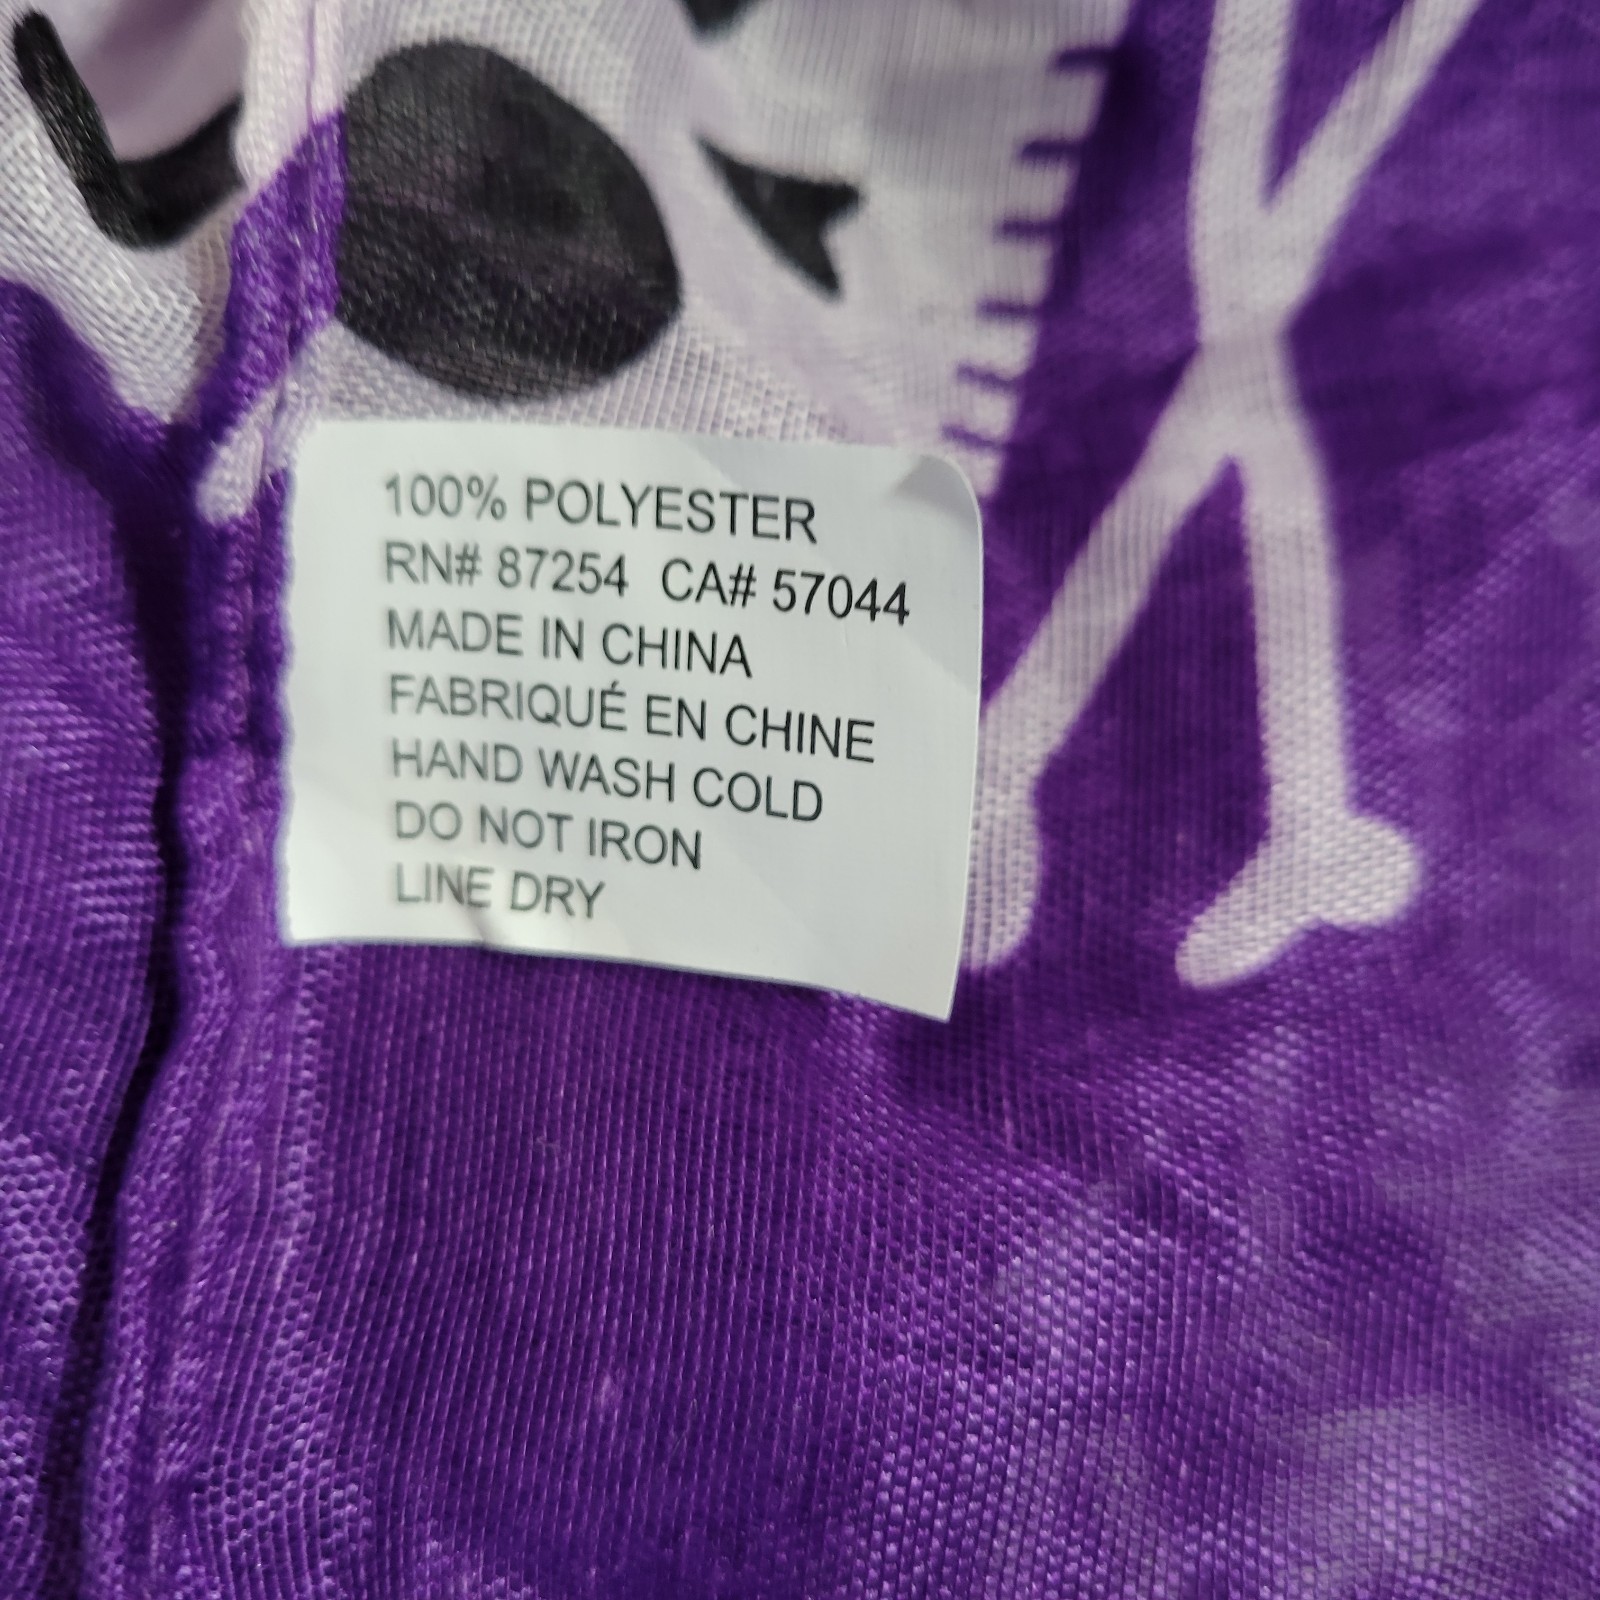 100% POLYESTER
RN# 87254 CA# 57044
MADE IN CHINA
FABRIQUÉ EN CHINE
HAND WASH COLD
DO NOT IRON
LINE DRY